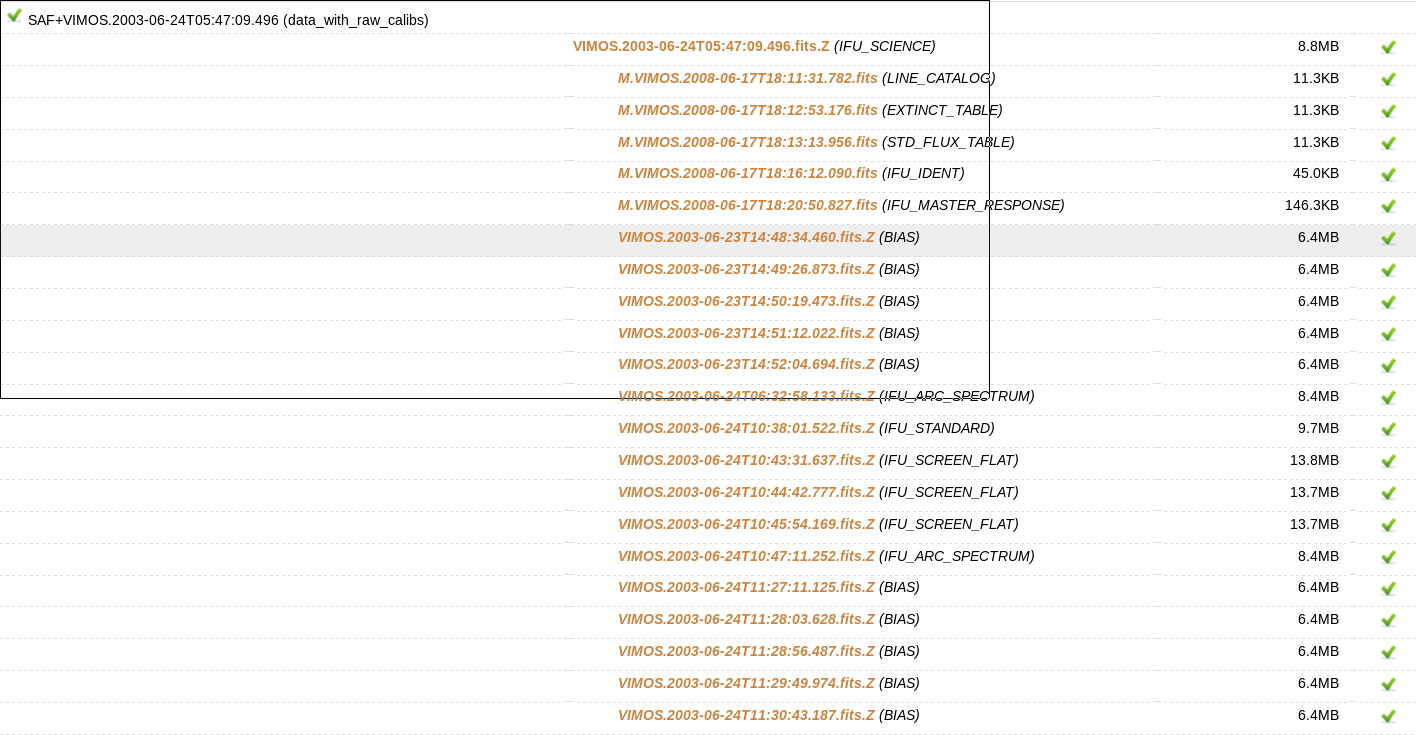 SAF+VIMOS.2003-06-24T05:47:09.496 (data_with_raw_calibs)
VIMOS.2003-06-24T05:47:09.496.fits.Z (IFU_SCIENCE) 8.8MB
M.VIMOS.2008-06-17T18:11:31.782.fits (LINE_CATALOG) 11.3KB
M.VIMOS.2008-06-17T18:12:53.176.fits (EXTINCT_TABLE) 11.3KB
M.VIMOS.2008-06-17T18:13:13.956.fits (STD_FLUX_TABLE) 11.3KB
M.VIMOS.2008-06-17T18:16:12.090.fits (IFU_IDENT) 45.0KB
M.VIMOS.2008-06-17T18:20:50.827.fits (IFU_MASTER_RESPONSE) 146.3KB
VIMOS.2003-06-23T14:48:34.460.fits.Z (BIAS) 6.4MB
VIMOS.2003-06-23T14:49:26.873.fits.Z (BIAS) 6.4MB
VIMOS.2003-06-23T14:50:19.473.fits.Z (BIAS) 6.4MB
VIMOS.2003-06-23T14:51:12.022.fits.Z (BIAS) 6.4MB
VIMOS.2003-06-23T14:52:04.694.fits.Z (BIAS) 6.4MB
VIMOS.2003-06-24T06:32:58.133.fits.Z (IFU_ARC_SPECTRUM) 8.4MB
VIMOS.2003-06-24T10:38:01.522.fits.Z (IFU_STANDARD) 9.7MB
VIMOS.2003-06-24T10:43:31.637.fits.Z (IFU_SCREEN_FLAT) 13.8MB
VIMOS.2003-06-24T10:44:42.777.fits.Z (IFU_SCREEN_FLAT) 13.7MB
VIMOS.2003-06-24T10:45:54.169.fits.Z (IFU_SCREEN_FLAT) 13.7MB
VIMOS.2003-06-24T10:47:11.252.fits.Z (IFU_ARC_SPECTRUM) 8.4MB
VIMOS.2003-06-24T11:27:11.125.fits.Z (BIAS) 6.4MB
VIMOS.2003-06-24T11:28:03.628.fits.Z (BIAS) 6.4MB
VIMOS.2003-06-24T11:28:56.487.fits.Z (BIAS) 6.4MB
VIMOS.2003-06-24T11:29:49.974.fits.Z (BIAS) 6.4MB
VIMOS.2003-06-24T11:30:43.187.fits.Z (BIAS) 6.4MB